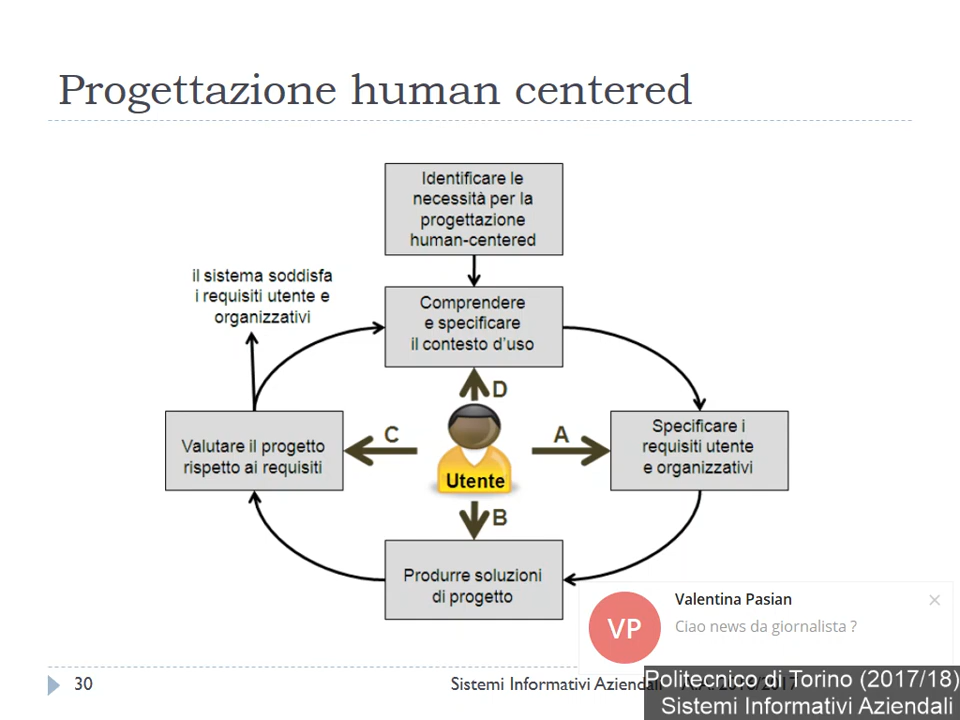 Progettazione human centered
Identificare le
necessità per la
progettazione
human-centered
il sistema soddisfa
i requisiti utente e
organizzativi
Comprendere
e specificare
il contesto d'uso
D
Valutare il progetto
rispetto ai requisiti
C
A
Specificare i
requisiti utente
e organizzativi
Utente
B
Produrre soluzioni
di progetto
VP
Valentina Pasian
Ciao news da giornalista ?
30
Sistemi Informativi Aziendali
Politecnico di Torino (2017/18)
Sistemi Informativi Aziendali